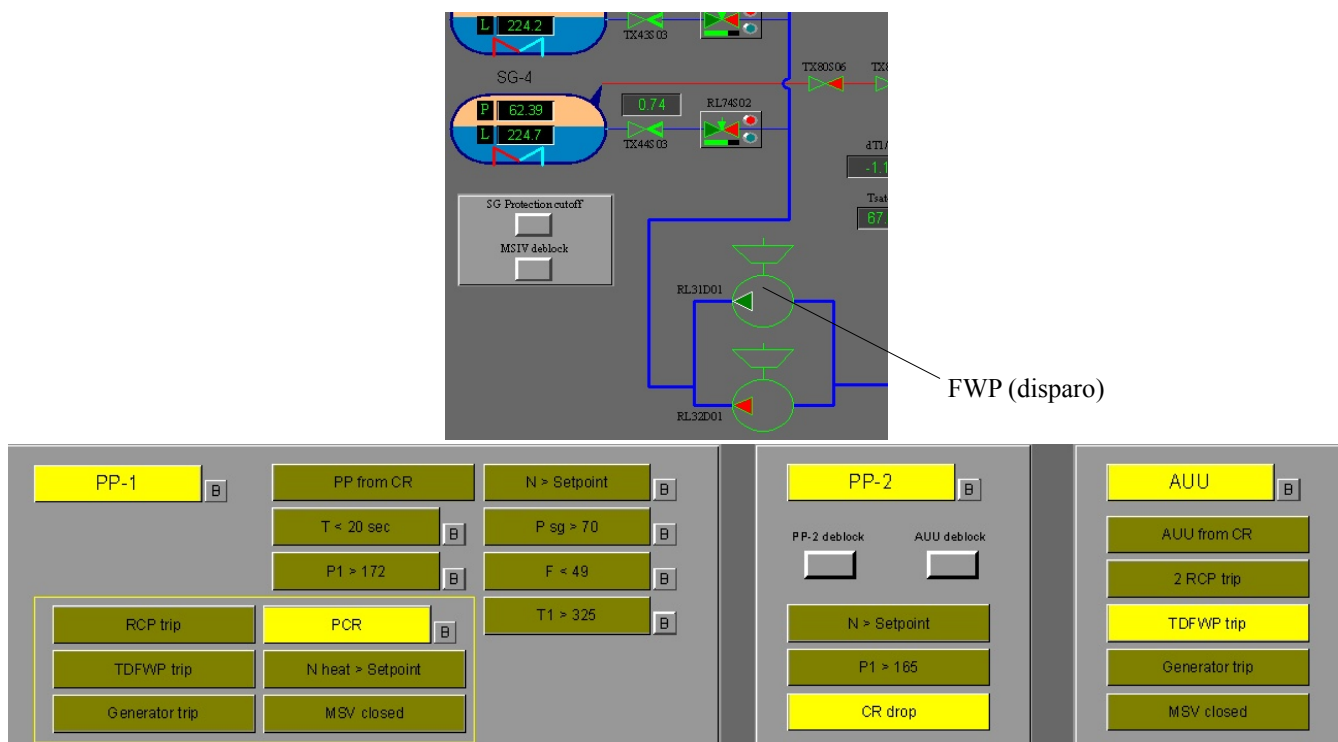 L 224.2
TX43S03
SG-4
TX80S06
P 62.39
0.74
RL74S02
L 224.7
TX44S03
SG Protection cutoff
MSIV deblock
RL31D01
FWP (disparo)
RL32D01
PP-1 B
PP from CR
N > Setpoint B
T < 20 sec B
P sg > 70 B
P1 > 172 B
F < 49 B
T1 > 325 B
RCP trip
PCR B
TDFWP trip
N heat > Setpoint
Generator trip
MSV closed
PP-2 B
PP-2 deblock
AUU deblock
N > Setpoint
P1 > 165
CR drop
AUU B
AUU from CR
2 RCP trip
TDFWP trip
Generator trip
MSV closed